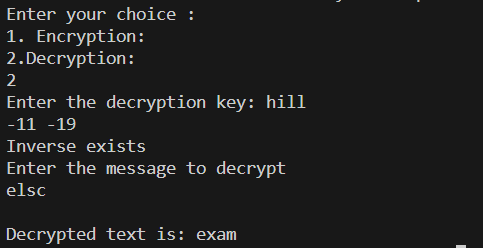 Enter your choice :
1. Encryption:
2.Decryption:
2
Enter the decryption key: hill
-11 -19
Inverse exists
Enter the message to decrypt
elsc
Decrypted text is: exam